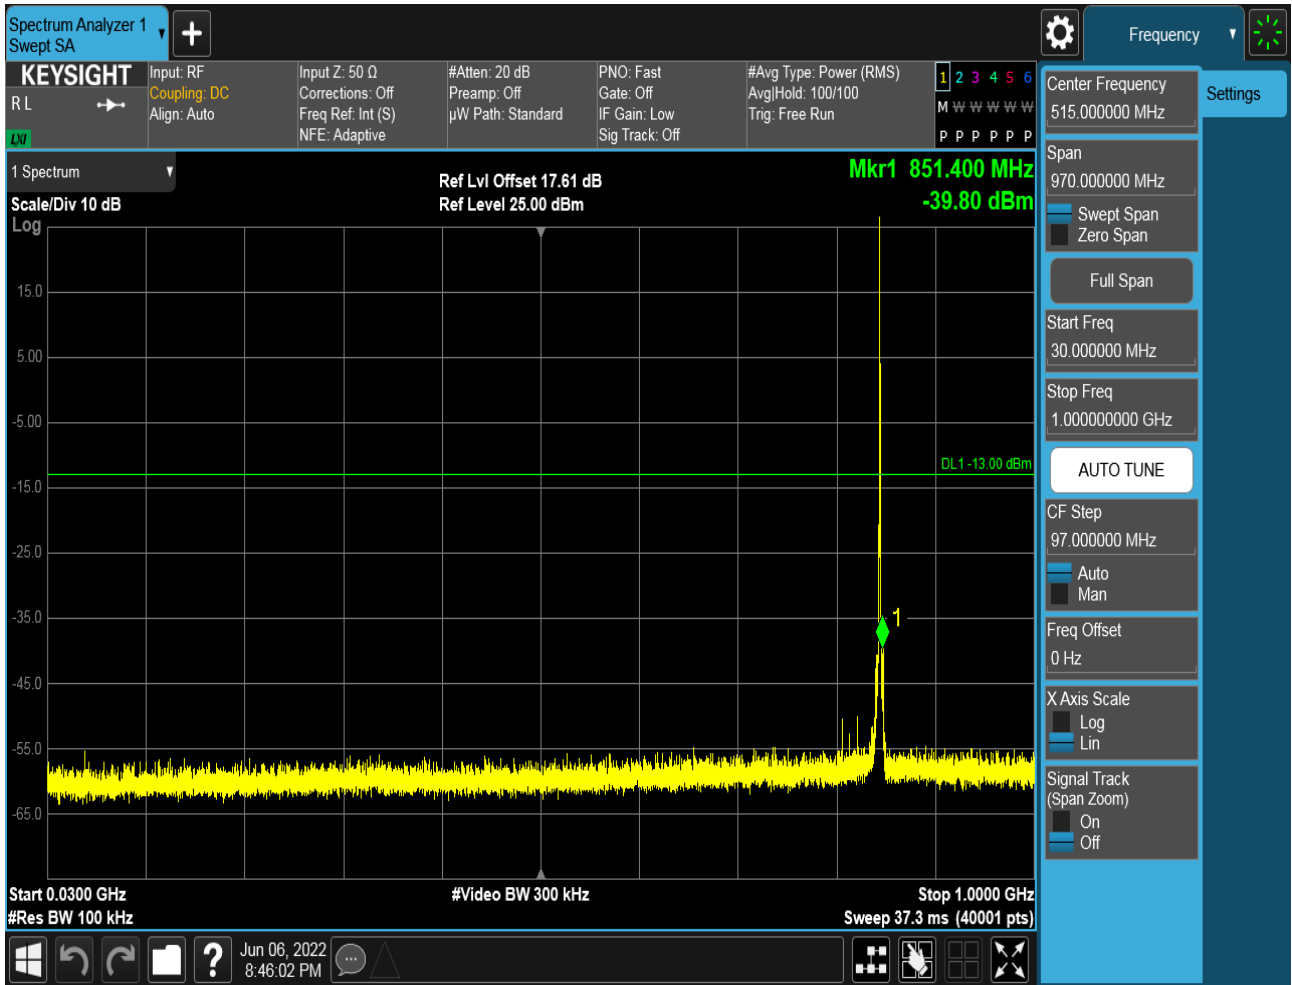 Spectrum Analyzer 1
Swept SA
Frequency
KEYSIGHT
R L
LXI
Input: RF
Coupling: DC
Align: Auto
Input Z: 50 Ω
Corrections: Off
Freq Ref: Int (S)
NFE: Adaptive
#Atten: 20 dB
Preamp: Off
µW Path: Standard
PNO: Fast
Gate: Off
IF Gain: Low
Sig Track: Off
#Avg Type: Power (RMS)
Avg|Hold: 100/100
Trig: Free Run
1 2 3 4 5 6
M W W W W W
P P P P P P
1 Spectrum
Scale/Div 10 dB
Log
Ref Lvl Offset 17.61 dB
Ref Level 25.00 dBm
Mkr1 851.400 MHz
-39.80 dBm
15.0
5.00
-5.00
DL1 -13.00 dBm
-15.0
-25.0
-35.0
1
-45.0
-55.0
-65.0
Start 0.0300 GHz
#Video BW 300 kHz
Stop 1.0000 GHz
#Res BW 100 kHz
Sweep 37.3 ms (40001 pts)
Center Frequency
515.000000 MHz
Settings
Span
970.000000 MHz
Swept Span
Zero Span
Full Span
Start Freq
30.000000 MHz
Stop Freq
1.000000000 GHz
AUTO TUNE
CF Step
97.000000 MHz
Auto
Man
Freq Offset
0 Hz
X Axis Scale
Log
Lin
Signal Track
(Span Zoom)
On
Off
?
Jun 06, 2022
8:46:02 PM